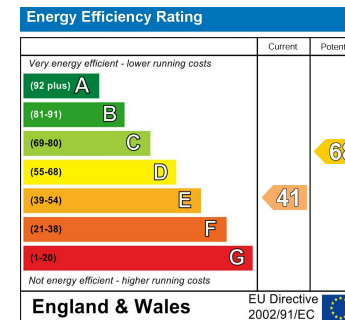 Energy Efficiency Rating
Current
Very energy efficient - lower running costs
(92 plus) A
(81-91) B
(69-80) C
(55-68) D
(39-54) E
41
(21-38) F
(1-20) G
Not energy efficient - higher running costs
England & Wales
EU Directive
2002/91/EC